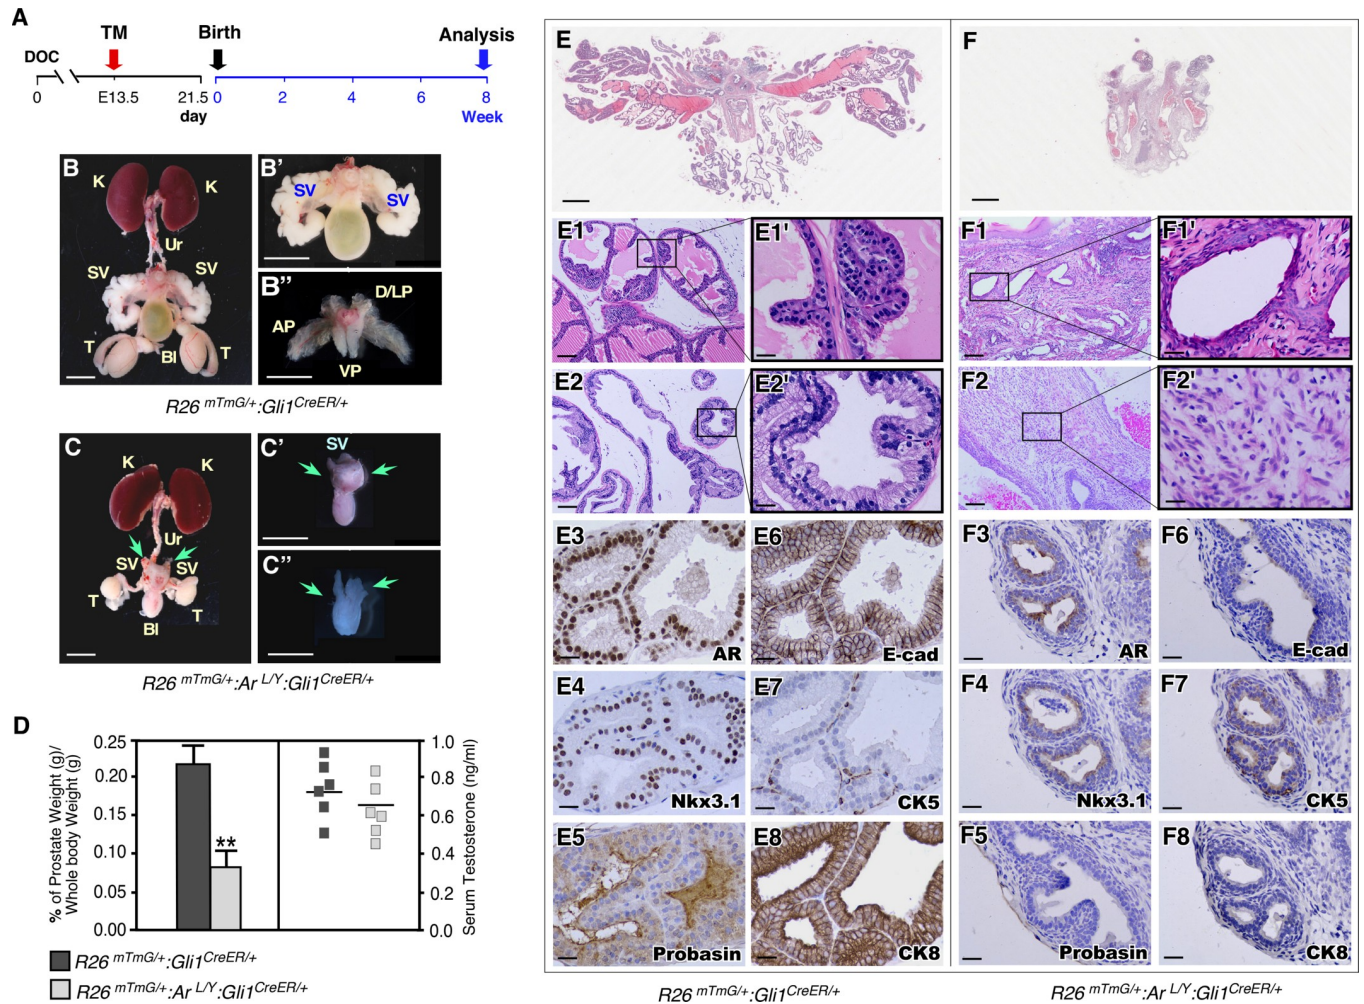 A
TM
Birth
Analysis
DOC
0
E13.5
21.5
day
0
2
4
6
8
Week
B
K
K
Ur
SV
SV
T
Bl
T
B'
SV
SV
B''
D/LP
AP
VP
R26 mTmG/+:Gli1CreER/+
C
K
K
Ur
SV
SV
T
T
Bl
C'
SV
C''
R26 mTmG/+:Ar L/Y:Gli1CreER/+
D
% of Prostate Weight (g)/
Whole body Weight (g)
0.25
0.20
0.15
0.10
0.05
0.00
**
1.0
0.8
0.6
0.4
0.2
0.0
Serum Testosterone (ng/ml)
R26 mTmG/+:Gli1CreER/+
R26 mTmG/+:Ar L/Y:Gli1CreER/+
E
E1
E1'
E2
E2'
E3
AR
E6
E-cad
E4
Nkx3.1
E7
CK5
E5
Probasin
E8
CK8
R26 mTmG/+:Gli1CreER/+
F
F1
F1'
F2
F2'
F3
AR
F6
E-cad
F4
Nkx3.1
F7
CK5
F5
Probasin
F8
CK8
R26 mTmG/+:Ar L/Y:Gli1CreER/+